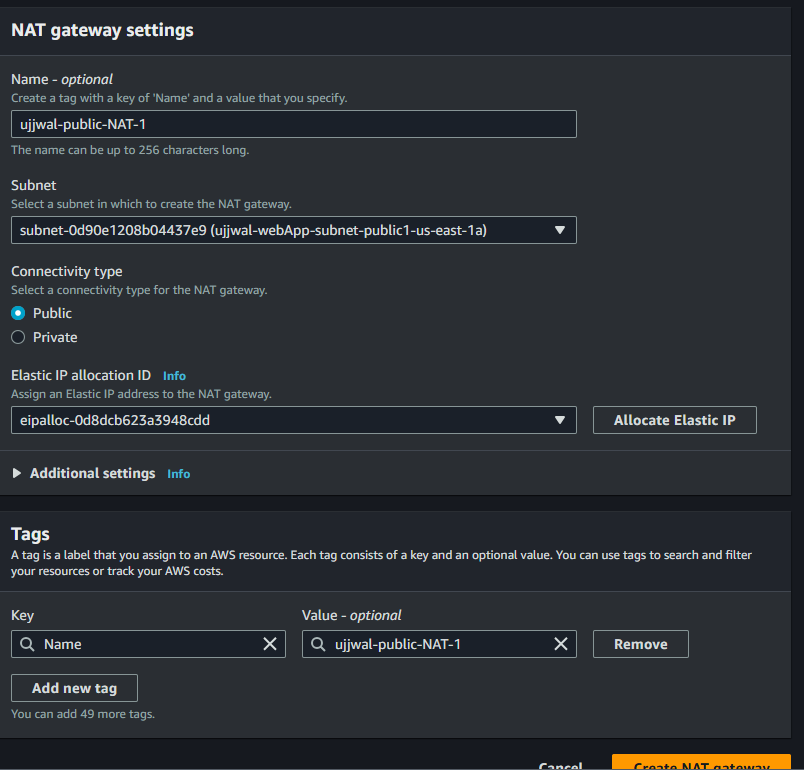 NAT gateway settings
Name - optional
Create a tag with a key of 'Name' and a value that you specify.
ujjwal-public-NAT-1
The name can be up to 256 characters long.
Subnet
Select a subnet in which to create the NAT gateway.
subnet-0d90e1208b04437e9 (ujjwal-webApp-subnet-public1-us-east-1a)
Connectivity type
Select a connectivity type for the NAT gateway.
Public
Private
Elastic IP allocation ID Info
Assign an Elastic IP address to the NAT gateway.
eipalloc-0d8dcb623a3948cdd Allocate Elastic IP
Additional settings Info
Tags
A tag is a label that you assign to an AWS resource. Each tag consists of a key and an optional value. You can use tags to search and filter
your resources or track your AWS costs.
Key Value - optional
Name ujjwal-public-NAT-1 Remove
Add new tag
You can add 49 more tags.
Cancel Create NAT gateway